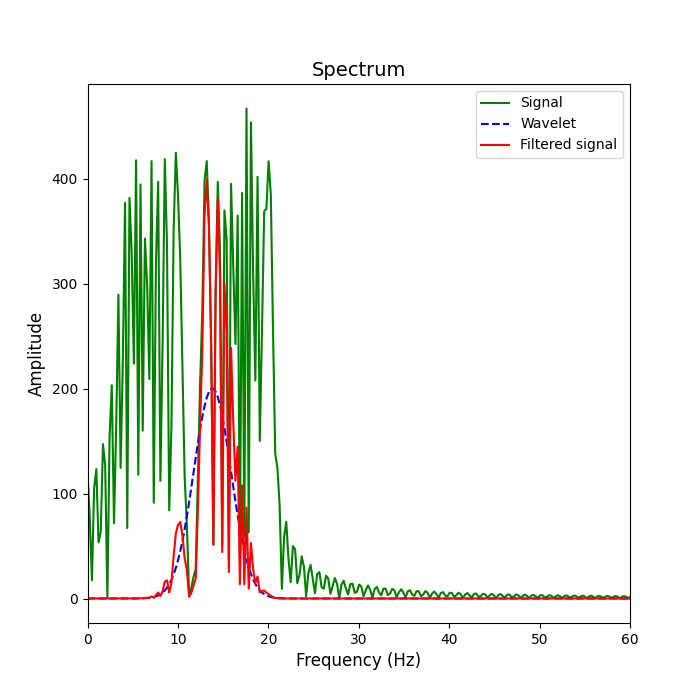 Spectrum
Signal
Wavelet
Filtered signal
Amplitude
400
300
200
100
0
0 10 20 30 40 50 60
Frequency (Hz)